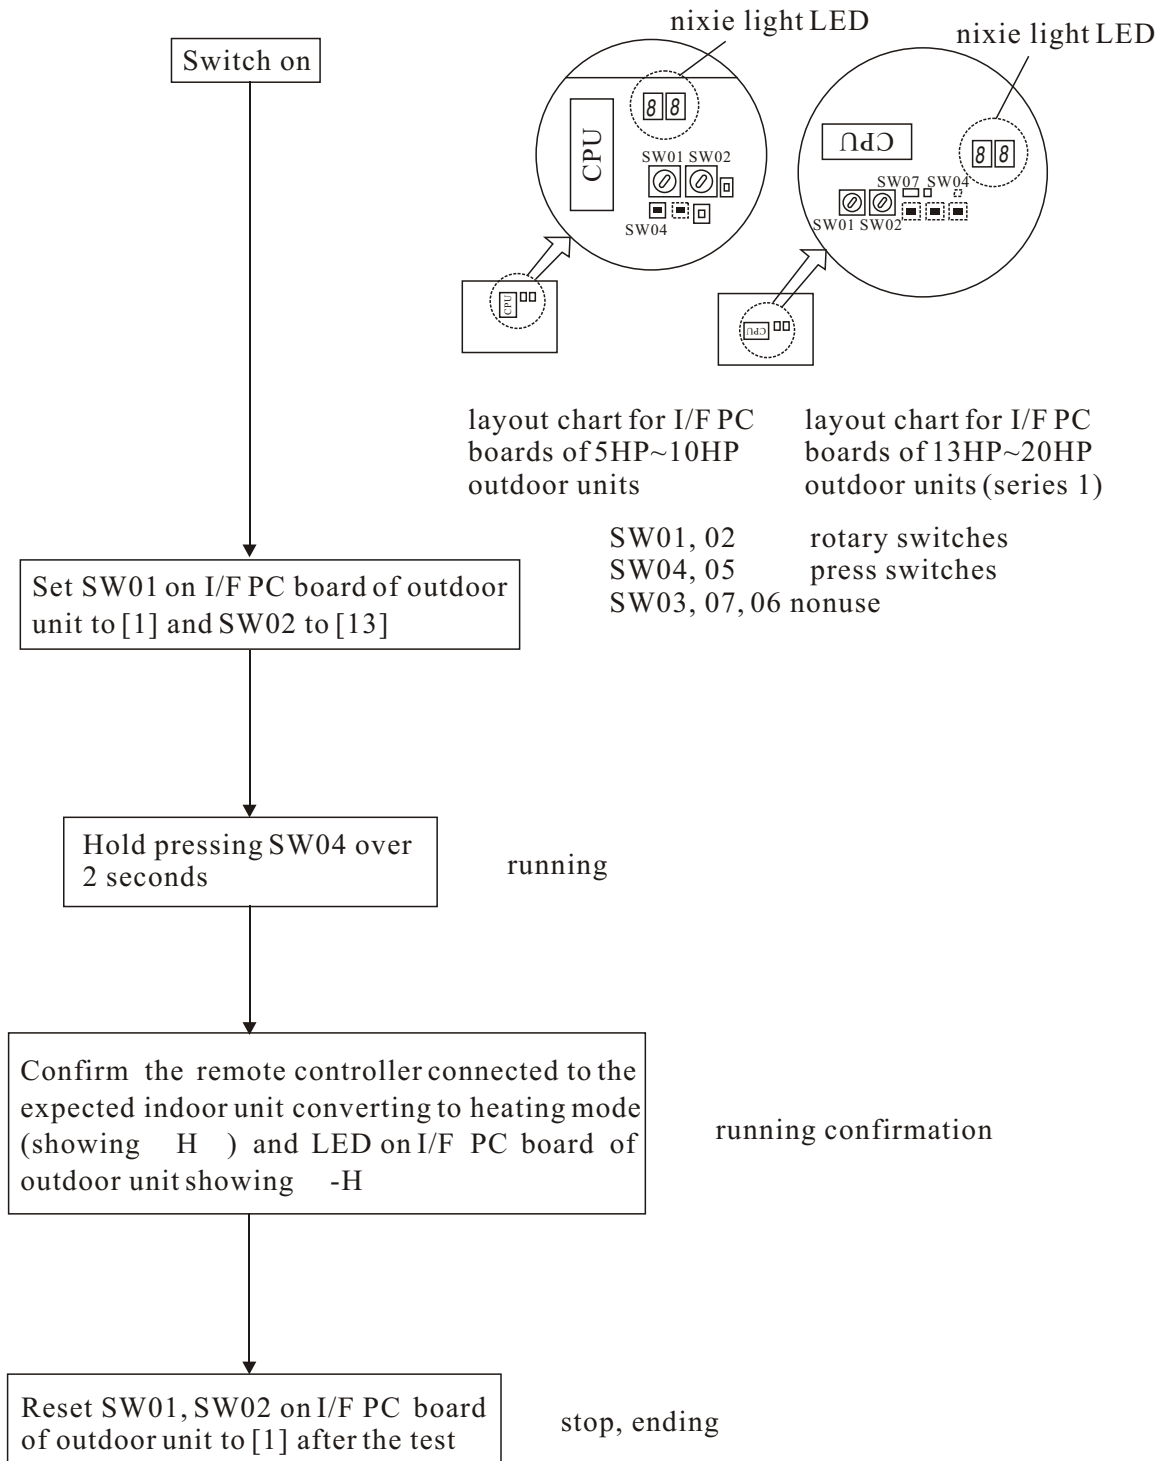 Switch on
nixie light LED
nixie light LED
88
CPU
SW01 SW02
SW04
CPU
88
SW07 SW04
SW01 SW02
CPU
CPU
layout chart for I/F PC
boards of 5HP~10HP
outdoor units
layout chart for I/F PC
boards of 13HP~20HP
outdoor units (series 1)
SW01, 02 rotary switches
SW04, 05 press switches
SW03, 07, 06 nonuse
Set SW01 on I/F PC board of outdoor
unit to [1] and SW02 to [13]
Hold pressing SW04 over
2 seconds
running
Confirm the remote controller connected to the
expected indoor unit converting to heating mode
(showing H ) and LED on I/F PC board of
outdoor unit showing -H
running confirmation
Reset SW01, SW02 on I/F PC board
of outdoor unit to [1] after the test
stop, ending